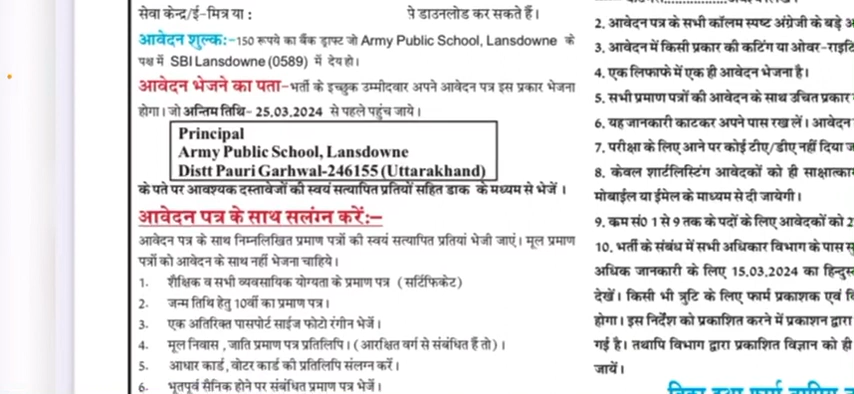 सेवा केन्द्र/ई-मित्र या : पे डाउनलोड कर सकते हैं।
आवेदन शुल्कः-150 रूपये का बैंक ड्राफ्ट जो Army Public School, Lansdowne के
पक्ष में SBI Lansdowne (0589) में देय हो।
आवेदन भेजने का पता–भर्ती के इच्छुक उम्मीदवार अपने आवेदन पत्र इस प्रकार भेजना
होगा। जो अन्तिम तिथि- 25.03.2024 से पहले पहुंच जाये।
Principal
Army Public School, Lansdowne
Distt Pauri Garhwal-246155 (Uttarakhand)
के पते पर आवश्यक दस्तावेजों की स्वयं सत्यापित प्रतियों सहित डाक के मध्यम से भेजें ।
आवेदन पत्र के साथ सलंग्न करें:–
आवेदन पत्र के साथ निम्नलिखित प्रमाण पत्रों की स्वयं सत्यापित प्रतियां भेजी जाएं। मूल प्रमाण
पत्रों को आवेदन के साथ नहीं भेजना चाहिये।
1. शैक्षिक व सभी व्यवसायिक योग्यता के प्रमाण पत्र (सर्टिफिकेट)
2. जन्म तिथि हेतु 10वीं का प्रमाण पत्र।
3. एक अतिरिक्त पासपोर्ट साईज फोटो रंगीन भेजें।
4. मूल निवास , जाति प्रमाण पत्र प्रतिलिपि। (आरक्षित वर्ग से संबंधित हैं तो)।
5. आधार कार्ड, वोटर कार्ड की प्रतिलिपि संलग्न करें।
6. भूतपूर्व सैनिक होने पर संबंधित प्रमाण पत्र भेजें।
2. आवेदन पत्र के सभी कॉलम स्पष्ट अंग्रेजी के बड़े
3. आवेदन में किसी प्रकार की कटिंग या ओवर-राइटि
4. एक लिफाफे में एक ही आवेदन भेजना है।
5. सभी प्रमाण पत्रों की आवेदन के साथ उचित प्रकार
6. यह जानकारी काटकर अपने पास रख लें। आवेदन
7. परीक्षा के लिए आने पर कोई टीए/डीए नहीं दिया
8. केवल शार्टलिस्टिंग आवेदकों को ही साक्षात्का
मोबाईल या ईमेल के माध्यम से दी जायेगी।
9. कम सं0 1 से 9 तक के पदों के लिए आवेदकों को
10. भर्ती के संबंध में सभी अधिकार विभाग के पास
अधिक जानकारी के लिए 15.03.2024 का हिन्दुस
देखें। किसी भी त्रुटि के लिए फार्म प्रकाशक एवं
होगा। इस निर्देश को प्रकाशित करने में प्रकाशन द्वारा
गई है। तथापि विभाग द्वारा प्रकाशित विज्ञान को ही
जायें।